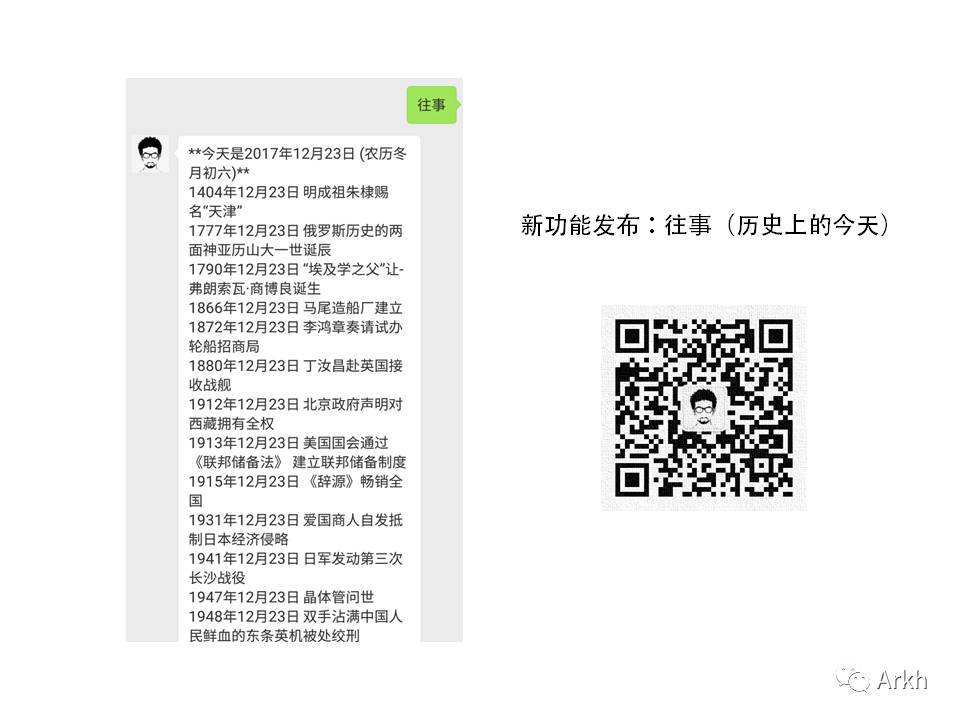 往事
**今天是2017年12月23日 (农历冬
月初六)**
1404年12月23日 明成祖朱棣赐
名“天津”
1777年12月23日 俄罗斯历史的两
面神亚历山大一世诞辰
1790年12月23日 “埃及学之父”让-
弗朗索瓦·商博良诞生
1866年12月23日 马尾造船厂建立
1872年12月23日 李鸿章奏请试办
轮船招商局
1880年12月23日 丁汝昌赴英国接
收战舰
1912年12月23日 北京政府声明对
西藏拥有全权
1913年12月23日 美国国会通过
《联邦储备法》 建立联邦储备制度
1915年12月23日 《辞源》畅销全
国
1931年12月23日 爱国商人自发抵
制日本经济侵略
1941年12月23日 日军发动第三次
长沙战役
1947年12月23日 晶体管问世
1948年12月23日 双手沾满中国人
民鲜血的东条英机被处绞刑
新功能发布：往事（历史上的今天）
Arkh